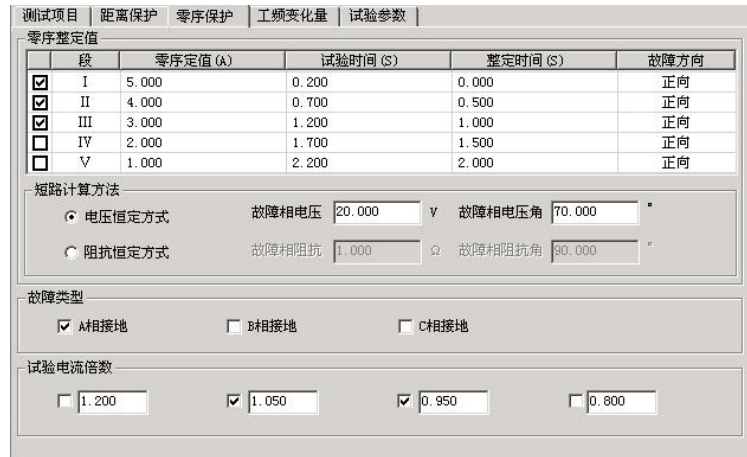 测试项目 距离保护 零序保护 工频变化量 试验参数
零序整定值
段 零序定值(A) 试验时间(S) 整定时间(S) 故障方向
I 5.000 0.200 0.000 正向
II 4.000 0.700 0.500 正向
III 3.000 1.200 1.000 正向
IV 2.000 1.700 1.500 正向
V 1.000 2.200 2.000 正向
短路计算方法
电压恒定方式 故障相电压 20.000 V 故障相电压角 70.000 °
阻抗恒定方式 故障相阻抗 1.000 Ω 故障相阻抗角 90.000 °
故障类型
A相接地 B相接地 C相接地
试验电流倍数
1.200 1.050 0.950 0.800